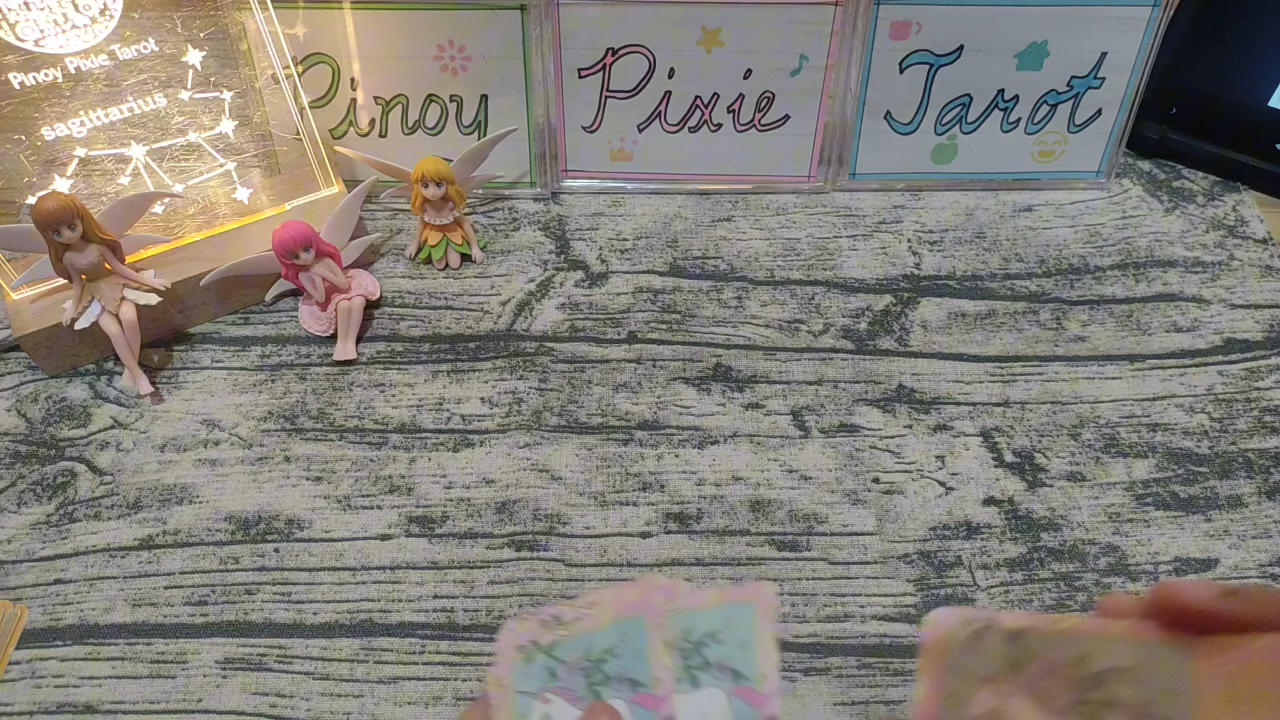 Pinoy Pixie Tarot
sagittarius
Pinoy
Pixie
Tarot